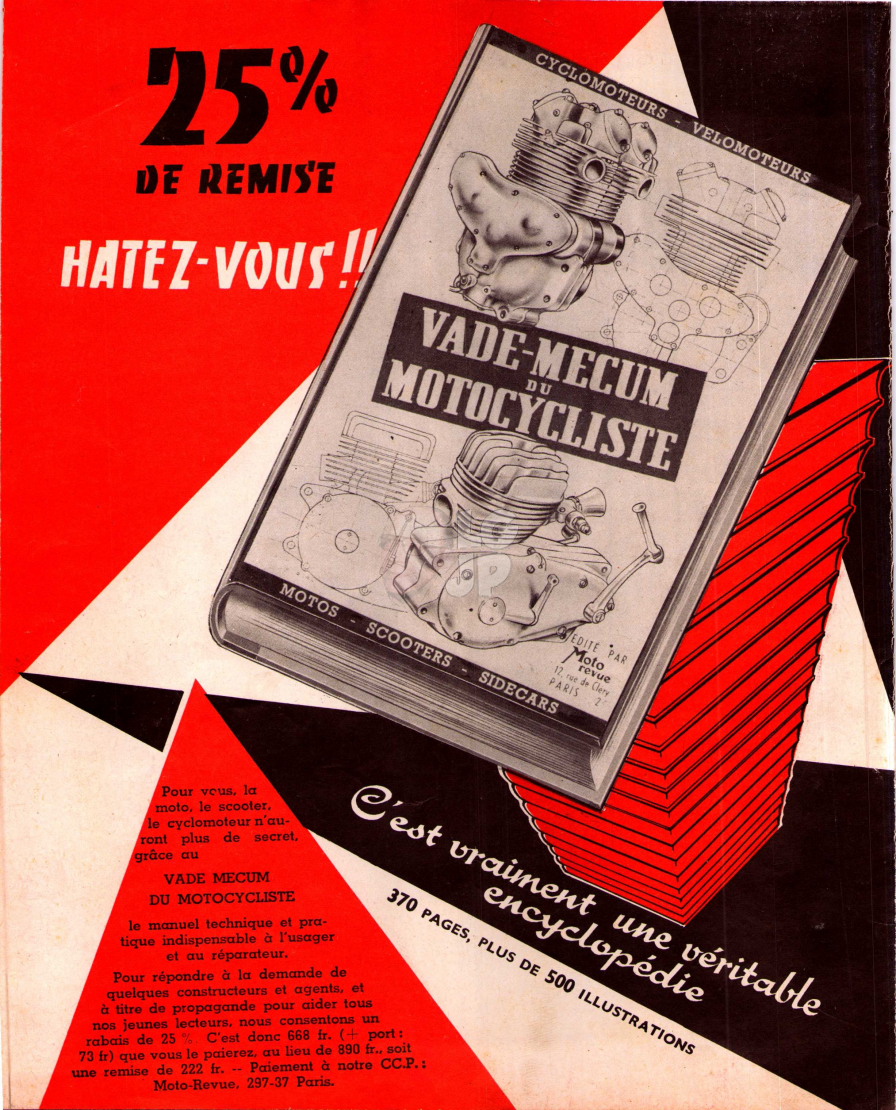 25%
DE REMISE
HATEZ-VOUS!!
CYCLOMOTEURS - VELOMOTEURS
VADE-MECUM
DU
MOTOCYCLISTE
MOTOS - SCOOTERS - SIDECARS
EDITÉ PAR
Moto
revue
12, rue de Clery
PARIS 2e
C'est vraiment une véritable
encyclopédie
370 PAGES, PLUS DE 500 ILLUSTRATIONS
Pour vous, la
moto, le scooter,
le cyclomoteur n'au-
ront plus de secret,
grâce au
VADE MECUM
DU MOTOCYCLISTE
le manuel technique et pra-
tique indispensable à l'usager
et au réparateur.
Pour répondre à la demande de
quelques constructeurs et agents, et
à titre de propagande pour aider tous
nos jeunes lecteurs, nous consentons un
rabais de 25 % C'est donc 668 fr. (+ port :
73 fr) que vous le paierez, au lieu de 890 fr., soit
une remise de 222 fr. -- Paiement à notre CC.P. :
Moto-Revue, 297-37 Paris.